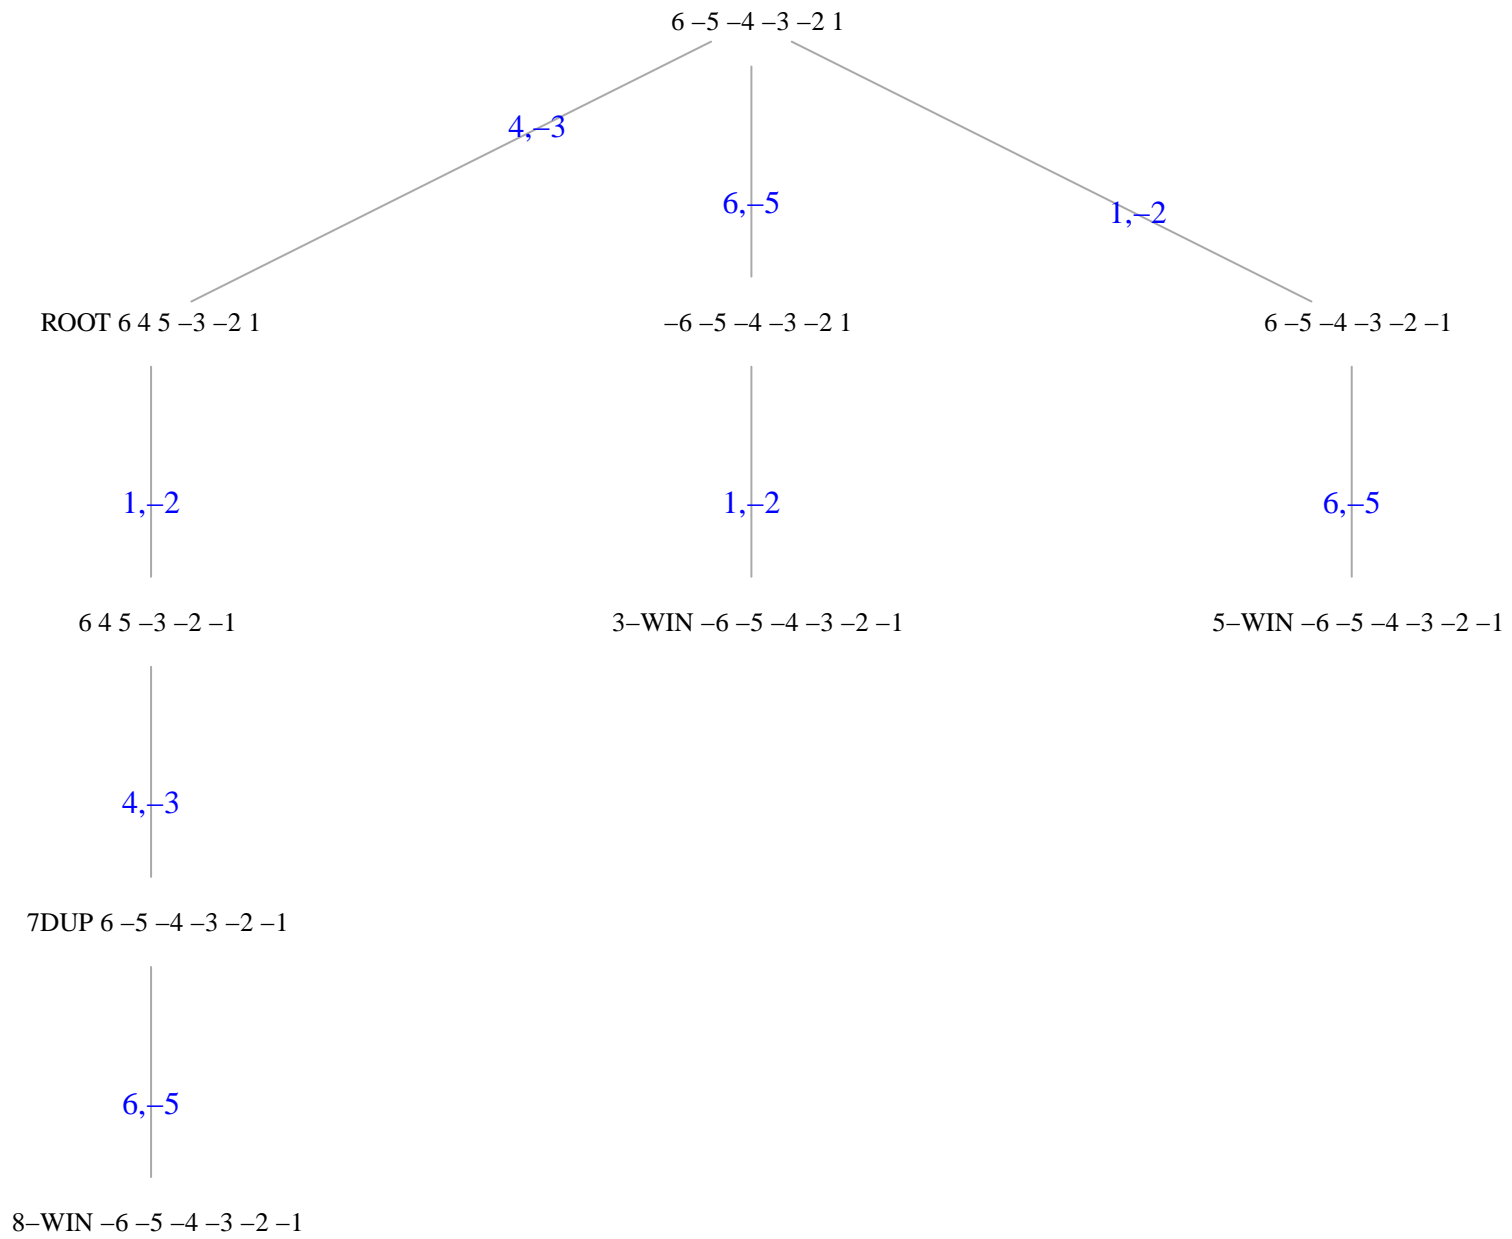 6 –5 –4 –3 –2 1
4,–3
6,–5
1,–2
ROOT 6 4 5 –3 –2 1
–6 –5 –4 –3 –2 1
6 –5 –4 –3 –2 –1
1,–2
1,–2
6,–5
6 4 5 –3 –2 –1
3–WIN –6 –5 –4 –3 –2 –1
5–WIN –6 –5 –4 –3 –2 –1
4,–3
7DUP 6 –5 –4 –3 –2 –1
6,–5
8–WIN –6 –5 –4 –3 –2 –1